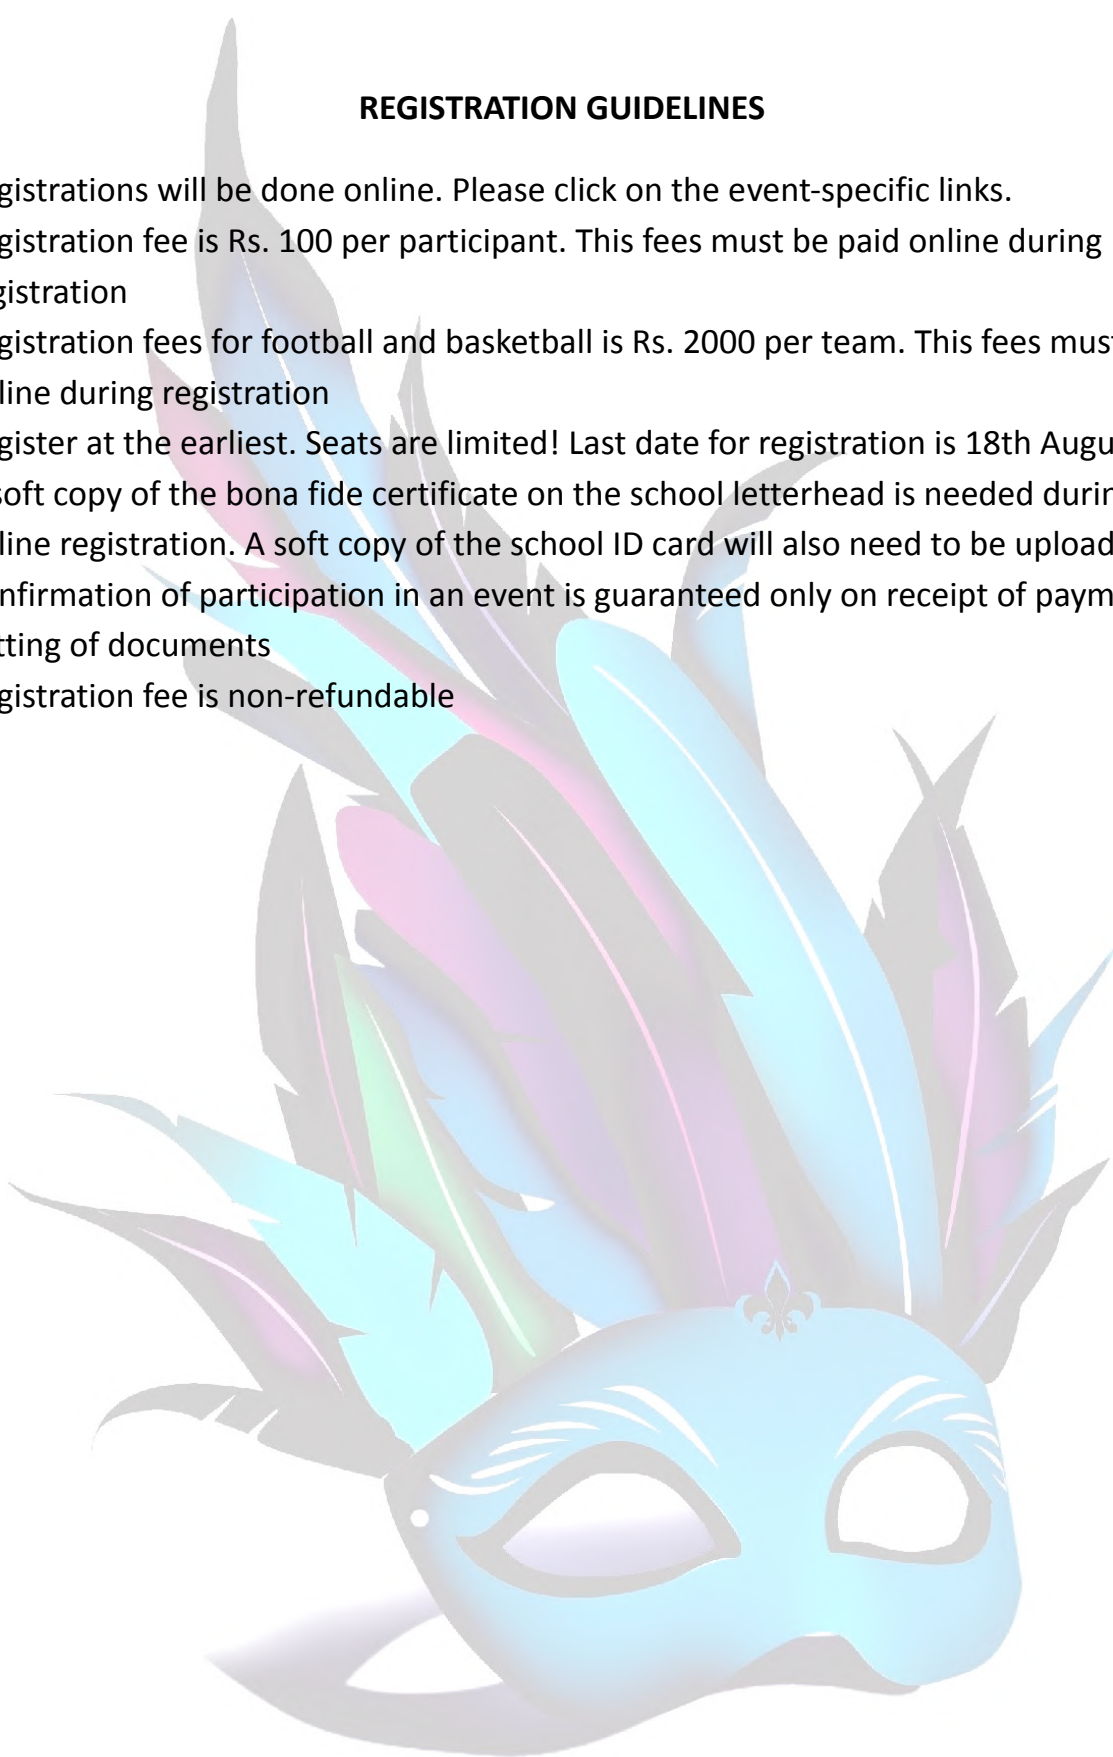 REGISTRATION GUIDELINES
gistrations will be done online. Please click on the event-specific links.
gistration fee is Rs. 100 per participant. This fees must be paid online during
gistration
gistration fees for football and basketball is Rs. 2000 per team. This fees must
line during registration
gister at the earliest. Seats are limited! Last date for registration is 18th Augu
soft copy of the bona fide certificate on the school letterhead is needed durin
line registration. A soft copy of the school ID card will also need to be upload
nfirmation of participation in an event is guaranteed only on receipt of paym
tting of documents
gistration fee is non-refundable